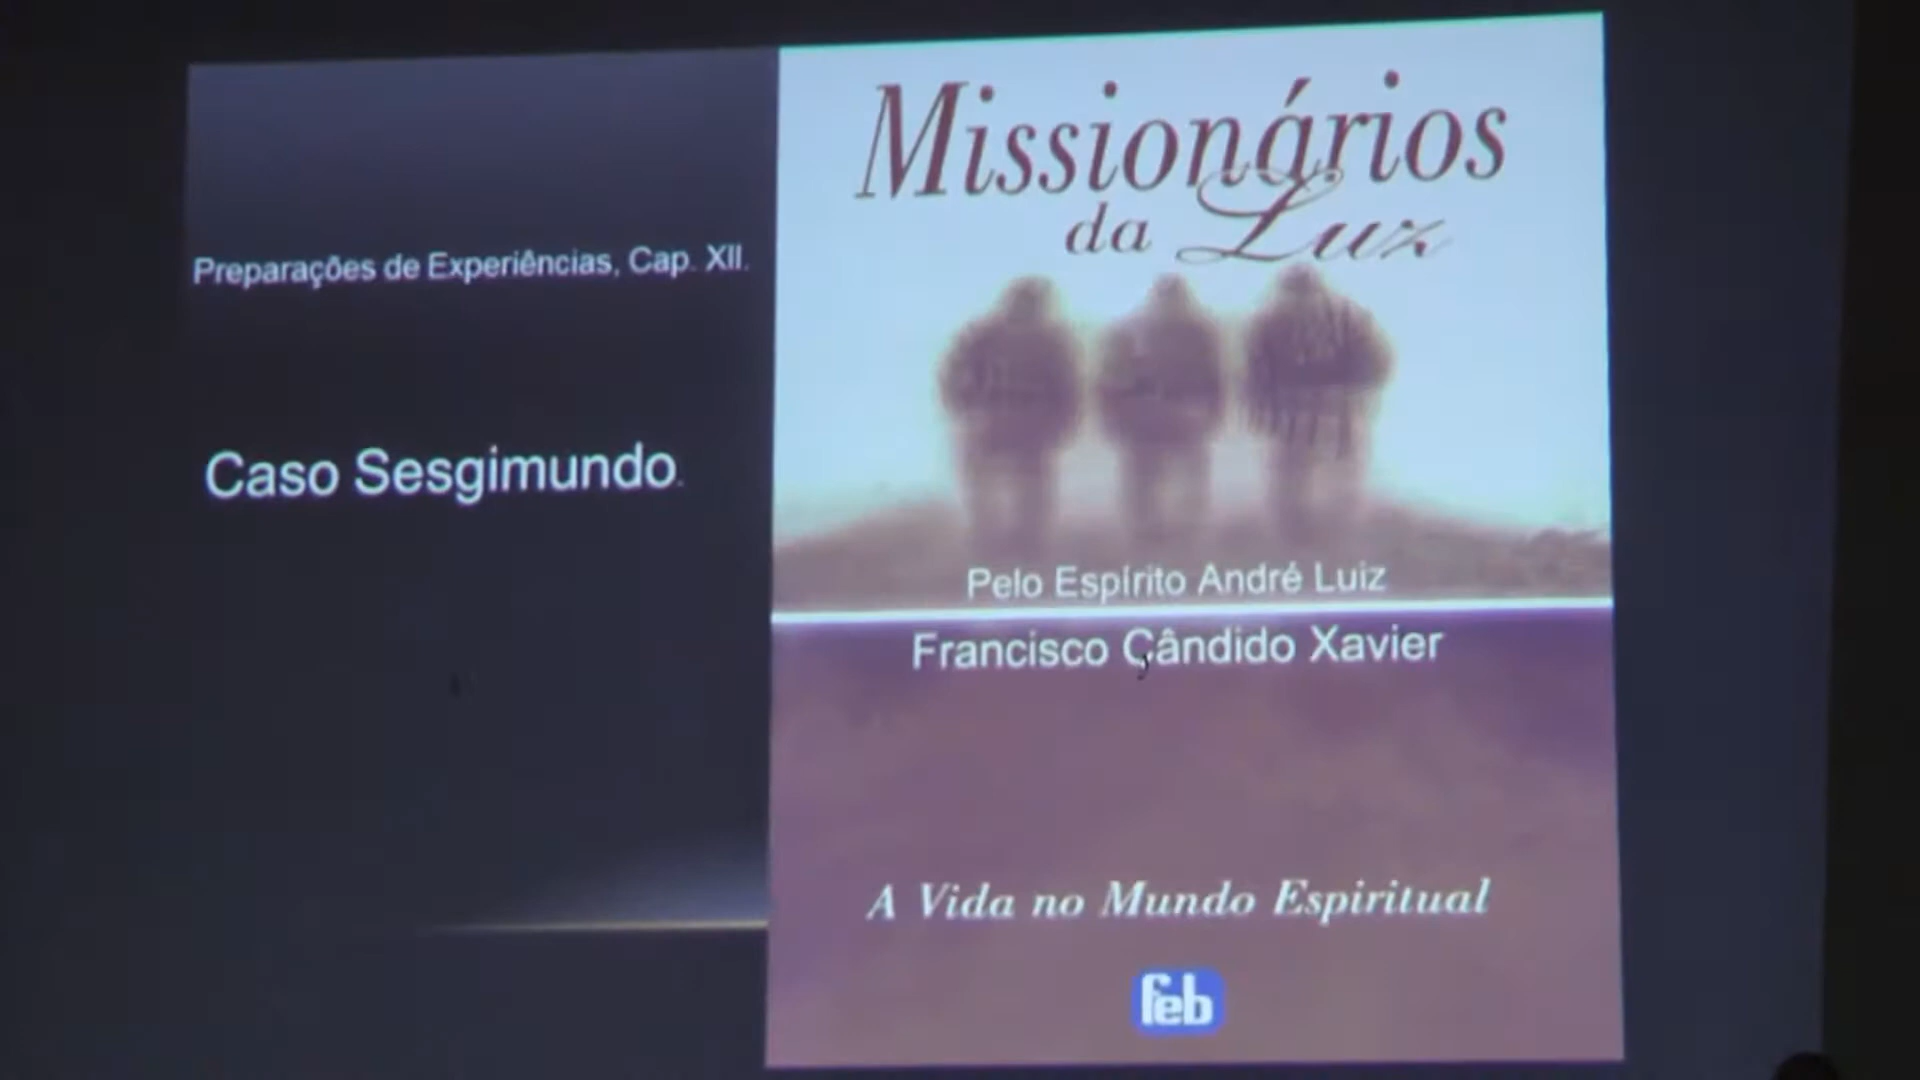 Preparações de Experiências, Cap. XII.
Caso Sesgimundo.
Missionários
da Luz
Pelo Espírito André Luiz
Francisco Cândido Xavier
A Vida no Mundo Espiritual
feb